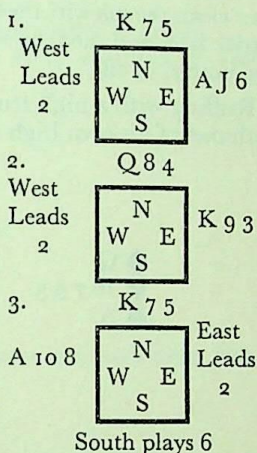 1. K 7 5
West
Leads
2
N
W E
S
A J 6
2. Q 8 4
West
Leads
2
N
W E
S
K 9 3
3. K 7 5
A 10 8
N
W E
S
East
Leads
2
South plays 6